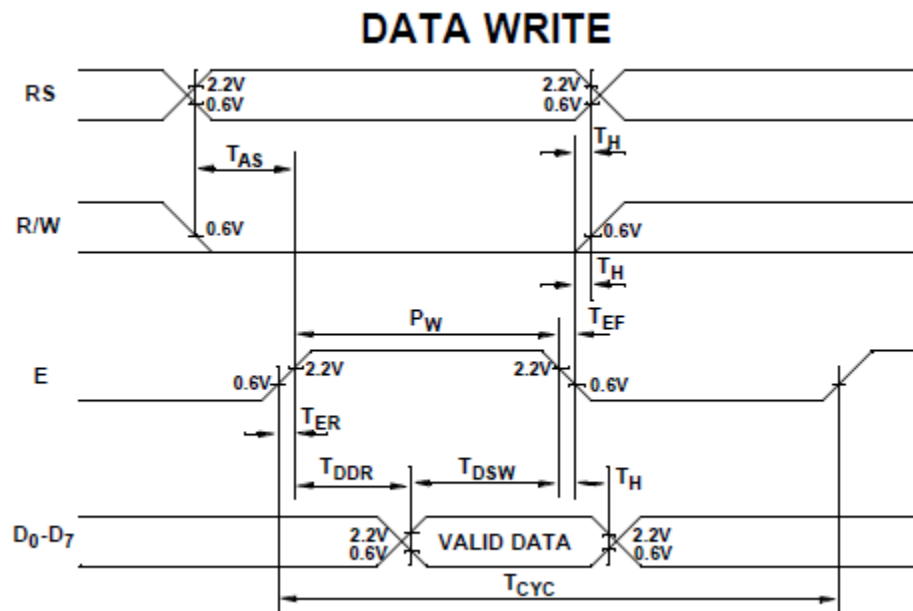 DATA WRITE
RS
2.2V
0.6V
2.2V
0.6V
TH
TAS
R/W
0.6V
0.6V
TH
PW
TEF
E
0.6V
2.2V
2.2V
0.6V
TER
TDDR
TDSW
TH
D0-D7
2.2V
0.6V
VALID DATA
2.2V
0.6V
TCYC